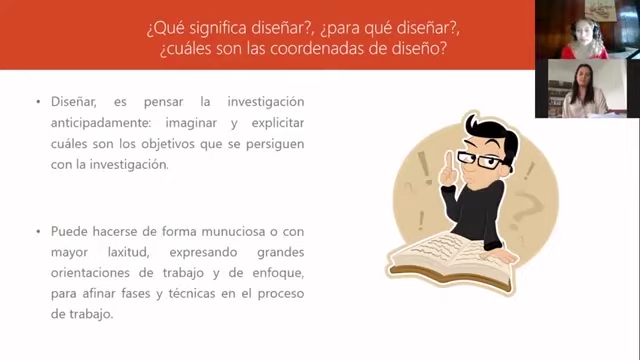 ¿Qué significa diseñar?, ¿para qué diseñar?,
¿cuáles son las coordenadas de diseño?
• Diseñar, es pensar la investigación
anticipadamente: imaginar y explicitar
cuáles son los objetivos que se persiguen
con la investigación.
• Puede hacerse de forma munuciosa o con
mayor laxitud, expresando grandes
orientaciones de trabajo y de enfoque,
para afinar fases y técnicas en el proceso
de trabajo.